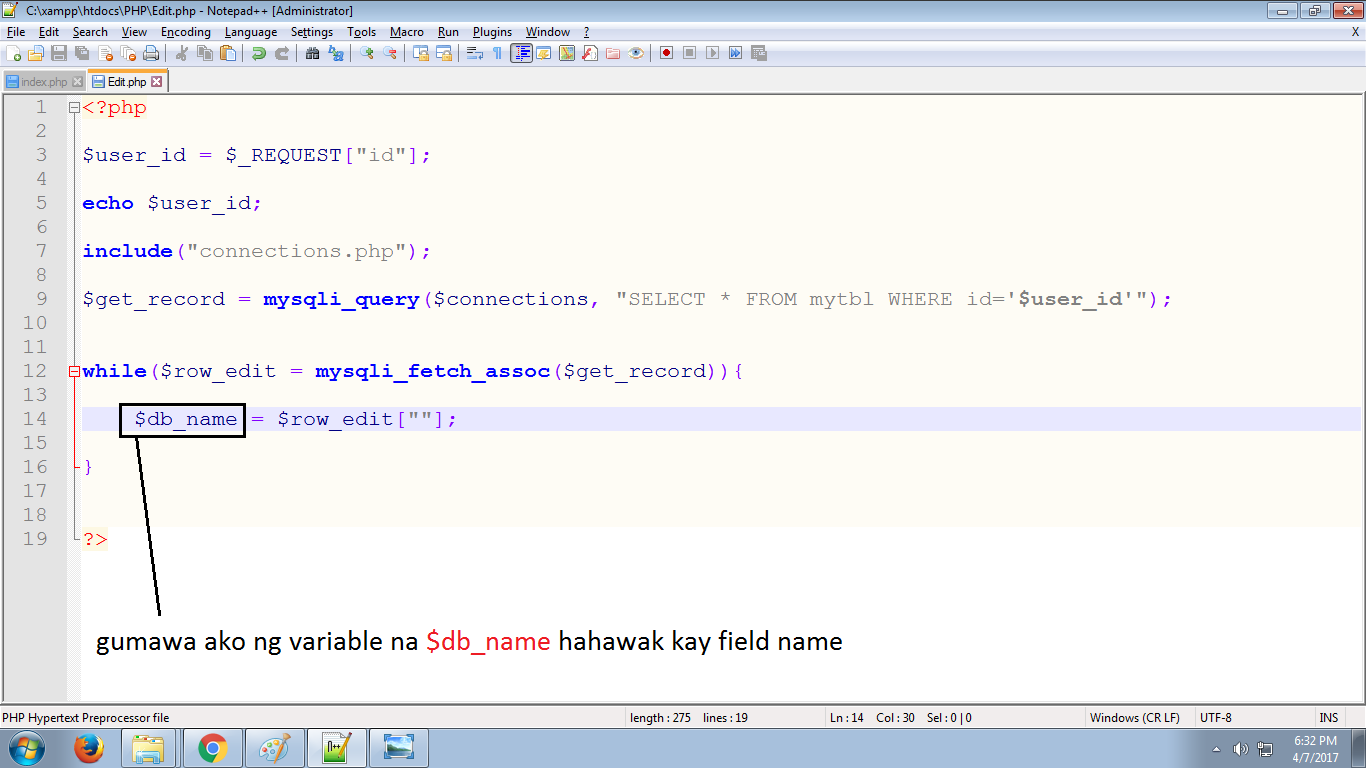 C:\xampp\htdocs\PHP\Edit.php - Notepad++ [Administrator]
File Edit Search View Encoding Language Settings Tools Macro Run Plugins Window ? X
index.php Edit.php
1 <?php
2
3 $user_id = $_REQUEST["id"];
4
5 echo $user_id;
6
7 include("connections.php");
8
9 $get_record = mysqli_query($connections, "SELECT * FROM mytbl WHERE id='$user_id'");
10
11
12 while($row_edit = mysqli_fetch_assoc($get_record)){
13
14 $db_name = $row_edit[""];
15
16 }
17
18
19 ?>
gumawa ako ng variable na $db_name hahawak kay field name
PHP Hypertext Preprocessor file length : 275 lines : 19 Ln : 14 Col : 30 Sel : 0 | 0 Windows (CR LF) UTF-8 INS
6:32 PM
4/7/2017